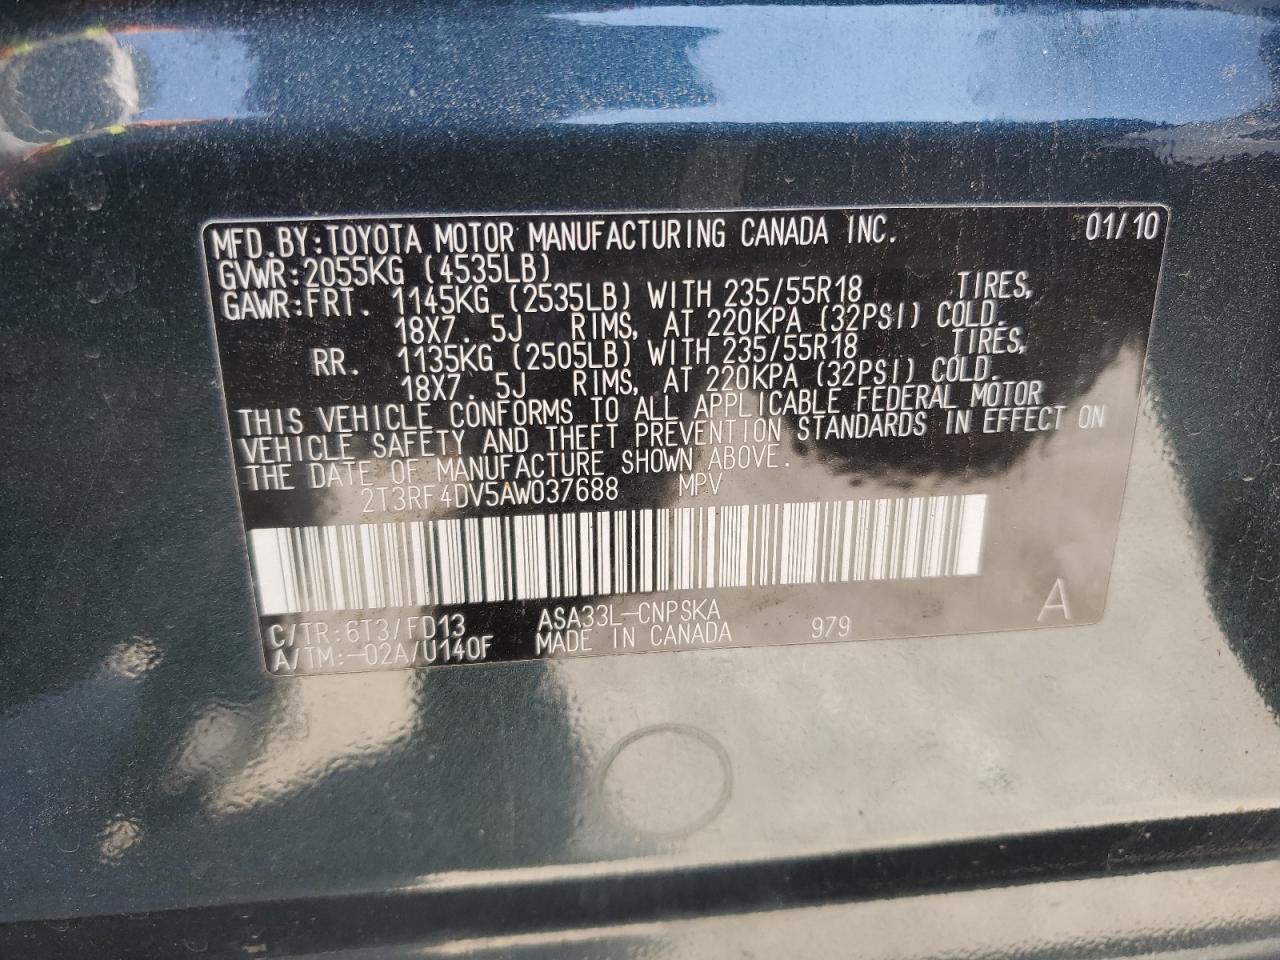 MFD.BY:TOYOTA MOTOR MANUFACTURING CANADA INC. 01/10
GVWR:2055KG (4535LB)
GAWR:FRT. 1145KG (2535LB) WITH 235/55R18 TIRES,
18X7. 5J RIMS, AT 220KPA (32PSI) COLD.
RR. 1135KG (2505LB) WITH 235/55R18 TIRES,
18X7. 5J RIMS, AT 220KPA (32PSI) COLD.
THIS VEHICLE CONFORMS TO ALL APPLICABLE FEDERAL MOTOR
VEHICLE SAFETY AND THEFT PREVENTION STANDARDS IN EFFECT ON
THE DATE OF MANUFACTURE SHOWN ABOVE.
2T3RF4DV5AW037688 MPV
C/TR:6T3/FD13 ASA33L-CNPSKA A
A/TM:-02A/U140F MADE IN CANADA 979